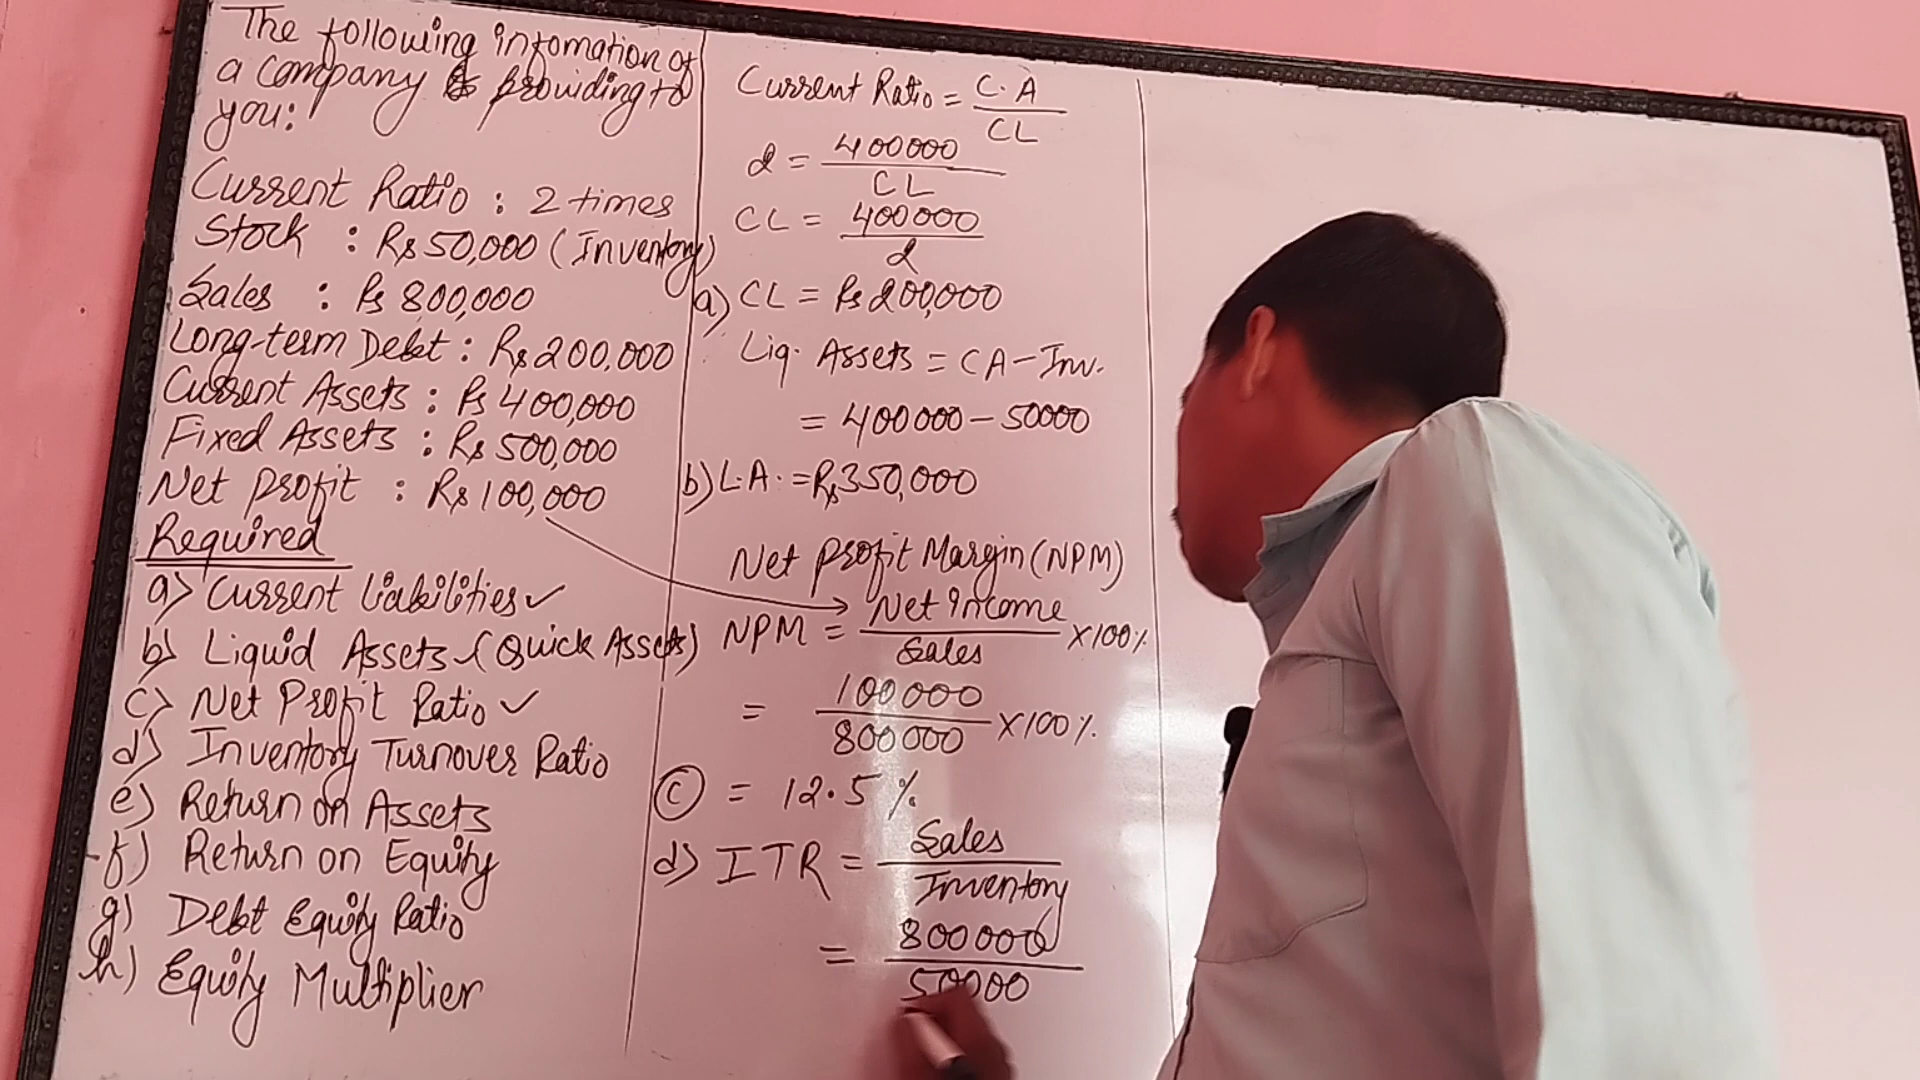 The following infomation of
a company is providing to
you:
Current Ratio : 2 times
Stock : Rs 50,000 (Inventory)
Sales : Rs 800,000
Long-term Debt : Rs 200,000
Current Assets : Rs 400,000
Fixed Assets : Rs 500,000
Net profit : Rs 100,000
Required
a) Current liabilities ✓
b) Liquid Assets ✓ (Quick Assets)
c) Net Profit Ratio ✓
d) Inventory Turnover Ratio
e) Return on Assets
f) Return on Equity
g) Debt Equity Ratio
h) Equity Multiplier
Current Ratio = C.A
CL
2 = 400000
CL
CL = 400000
2
a) CL = Rs 200,000
Liq. Assets = CA - Inv.
= 400000 - 50000
b) L.A. = Rs 350,000
Net profit Margin (NPM)
NPM = Net Income
Sales
X100%
= 100000
800000
X100%
c = 12.5 %
d) ITR = Sales
Inventory
= 800000
50000